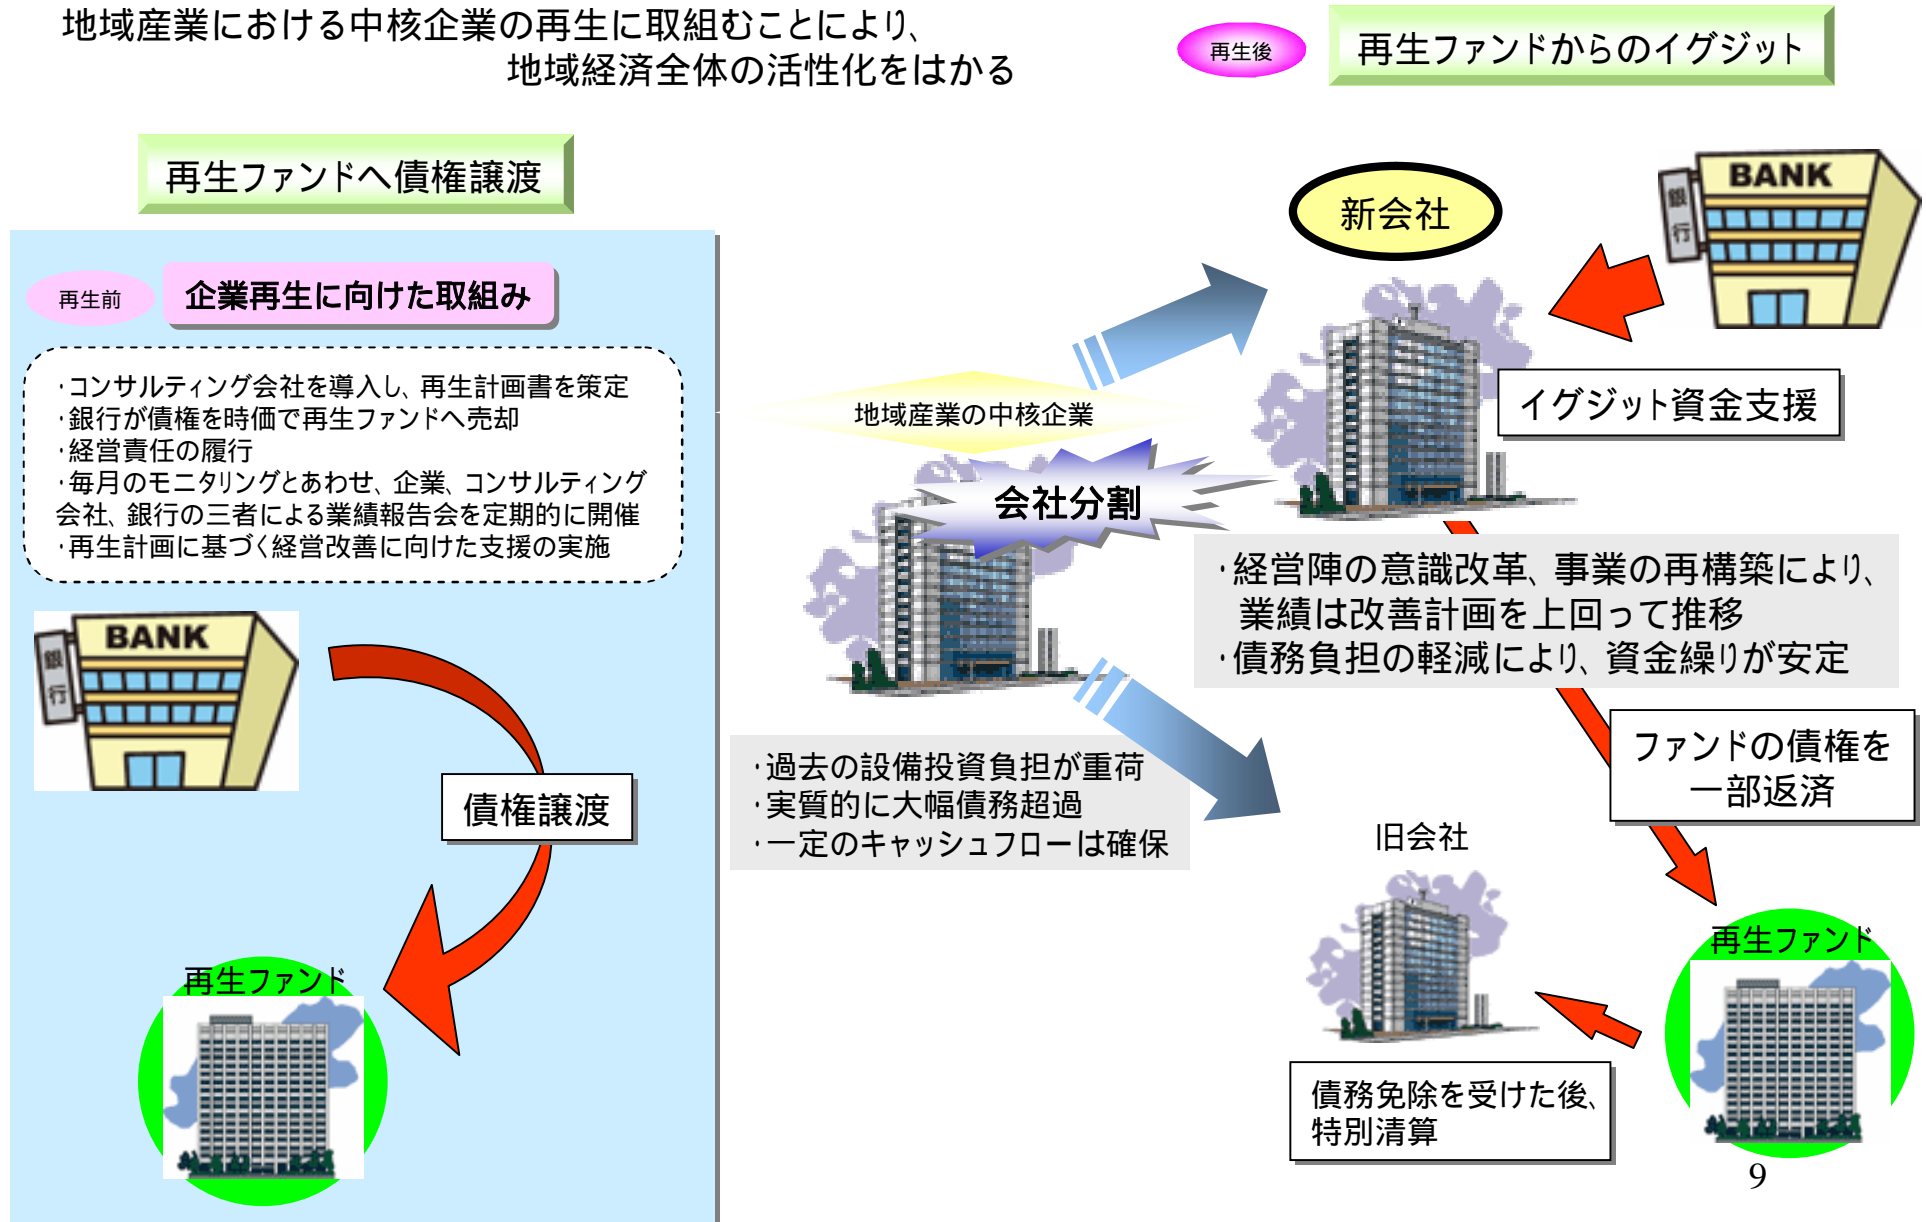 地域産業における中核企業の再生に取組むことにより、
地域経済全体の活性化をはかる
再生後
再生ファンドからのイグジット
再生ファンドへ債権譲渡
再生前
企業再生に向けた取組み
・コンサルティング会社を導入し、再生計画書を策定
・銀行が債権を時価で再生ファンドへ売却
・経営責任の履行
・毎月のモニタリングとあわせ、企業、コンサルティング
会社、銀行の三者による業績報告会を定期的に開催
・再生計画に基づく経営改善に向けた支援の実施
BANK
銀行
債権譲渡
再生ファンド
地域産業の中核企業
会社分割
・過去の設備投資負担が重荷
・実質的に大幅債務超過
・一定のキャッシュフローは確保
新会社
BANK
銀行
イグジット資金支援
・経営陣の意識改革、事業の再構築により、
業績は改善計画を上回って推移
・債務負担の軽減により、資金繰りが安定
ファンドの債権を
一部返済
旧会社
再生ファンド
債務免除を受けた後、
特別清算
9